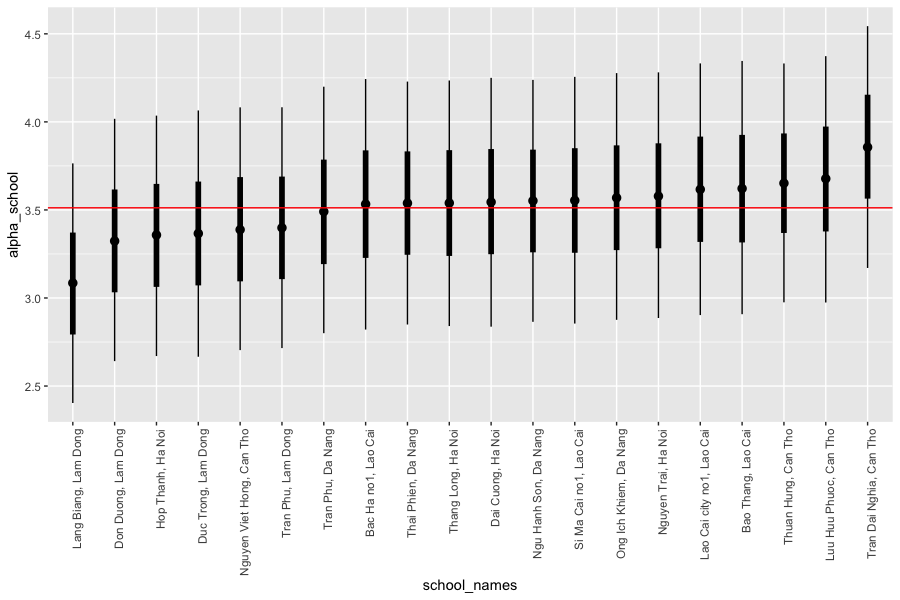 4.5
4.0
3.5
3.0
2.5
alpha_school
Lang Biang, Lam Dong
Don Duong, Lam Dong
Hop Thanh, Ha Noi
Duc Trong, Lam Dong
Nguyen Viet Hong, Can Tho
Tran Phu, Lam Dong
Tran Phu, Da Nang
Bac Ha no1, Lao Cai
Thai Phien, Da Nang
Thang Long, Ha Noi
Dai Cuong, Ha Noi
Ngu Hanh Son, Da Nang
Si Ma Cai no1, Lao Cai
Ong Ich Khiem, Da Nang
Nguyen Trai, Ha Noi
Lao Cai city no1, Lao Cai
Bao Thang, Lao Cai
Thuan Hung, Can Tho
Luu Huu Phuoc, Can Tho
Tran Dai Nghia, Can Tho
school_names